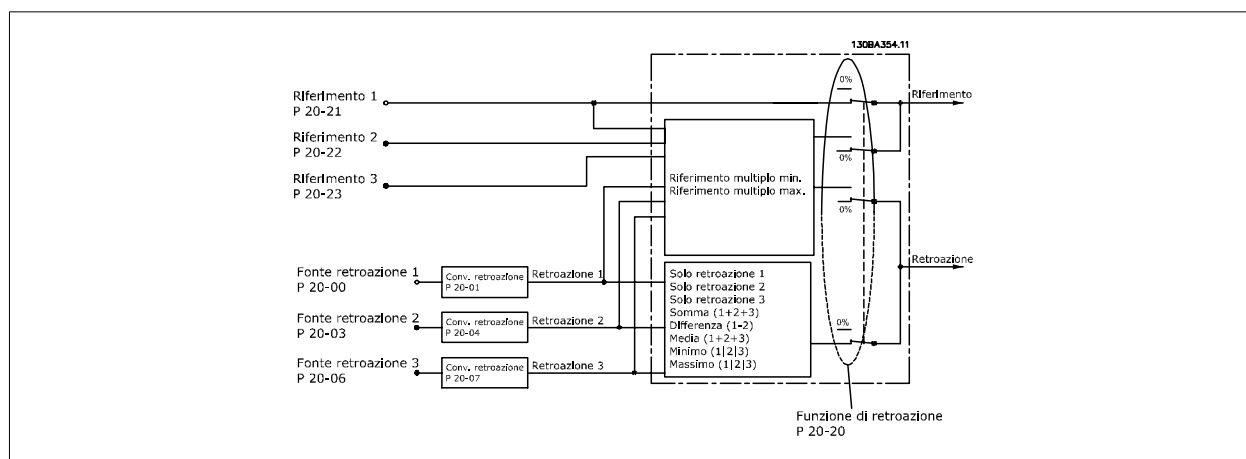 130BA354.11
0%
Riferimento 1
P 20-21
Riferimento
Riferimento 2
P 20-22
0%
Riferimento 3
P 20-23
Riferimento multiplo min.
Riferimento multiplo max.
0%
Retroazione
Fonte retroazione 1
P 20-00
Conv. retroazione
P 20-01
Retroazione 1
Fonte retroazione 2
P 20-03
Conv. retroazione
P 20-04
Retroazione 2
Fonte retroazione 3
P 20-06
Conv. retroazione
P 20-07
Retroazione 3
Solo retroazione 1
Solo retroazione 2
Solo retroazione 3
Somma (1+2+3)
Differenza (1-2)
Media (1+2+3)
Minimo (1|2|3)
Massimo (1|2|3)
0%
Funzione di retroazione
P 20-20